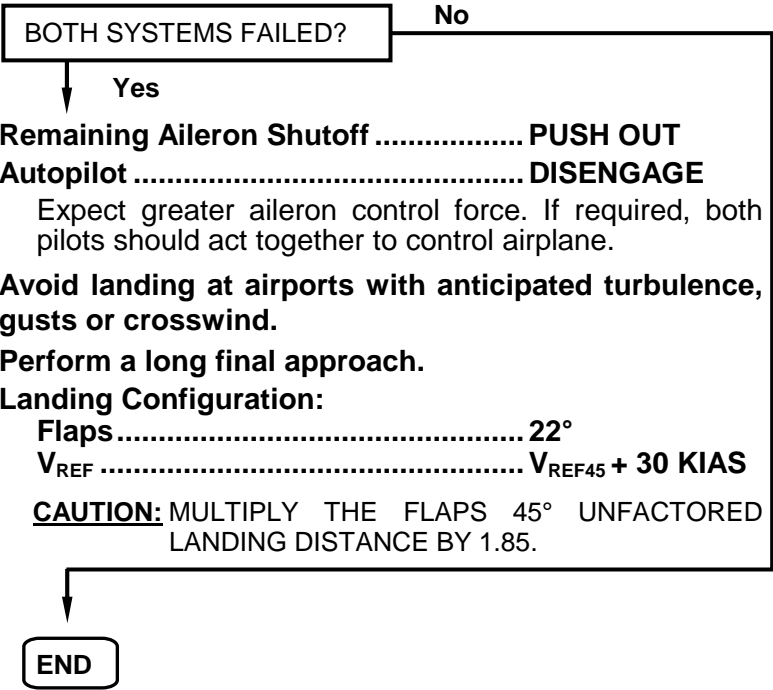 No
BOTH SYSTEMS FAILED?
Yes
Remaining Aileron Shutoff .................. PUSH OUT
Autopilot ............................................... DISENGAGE
Expect greater aileron control force. If required, both
pilots should act together to control airplane.
Avoid landing at airports with anticipated turbulence,
gusts or crosswind.
Perform a long final approach.
Landing Configuration:
Flaps ................................................. 22°
VREF ................................................... VREF45 + 30 KIAS
CAUTION: MULTIPLY THE FLAPS 45° UNFACTORED
LANDING DISTANCE BY 1.85.
END